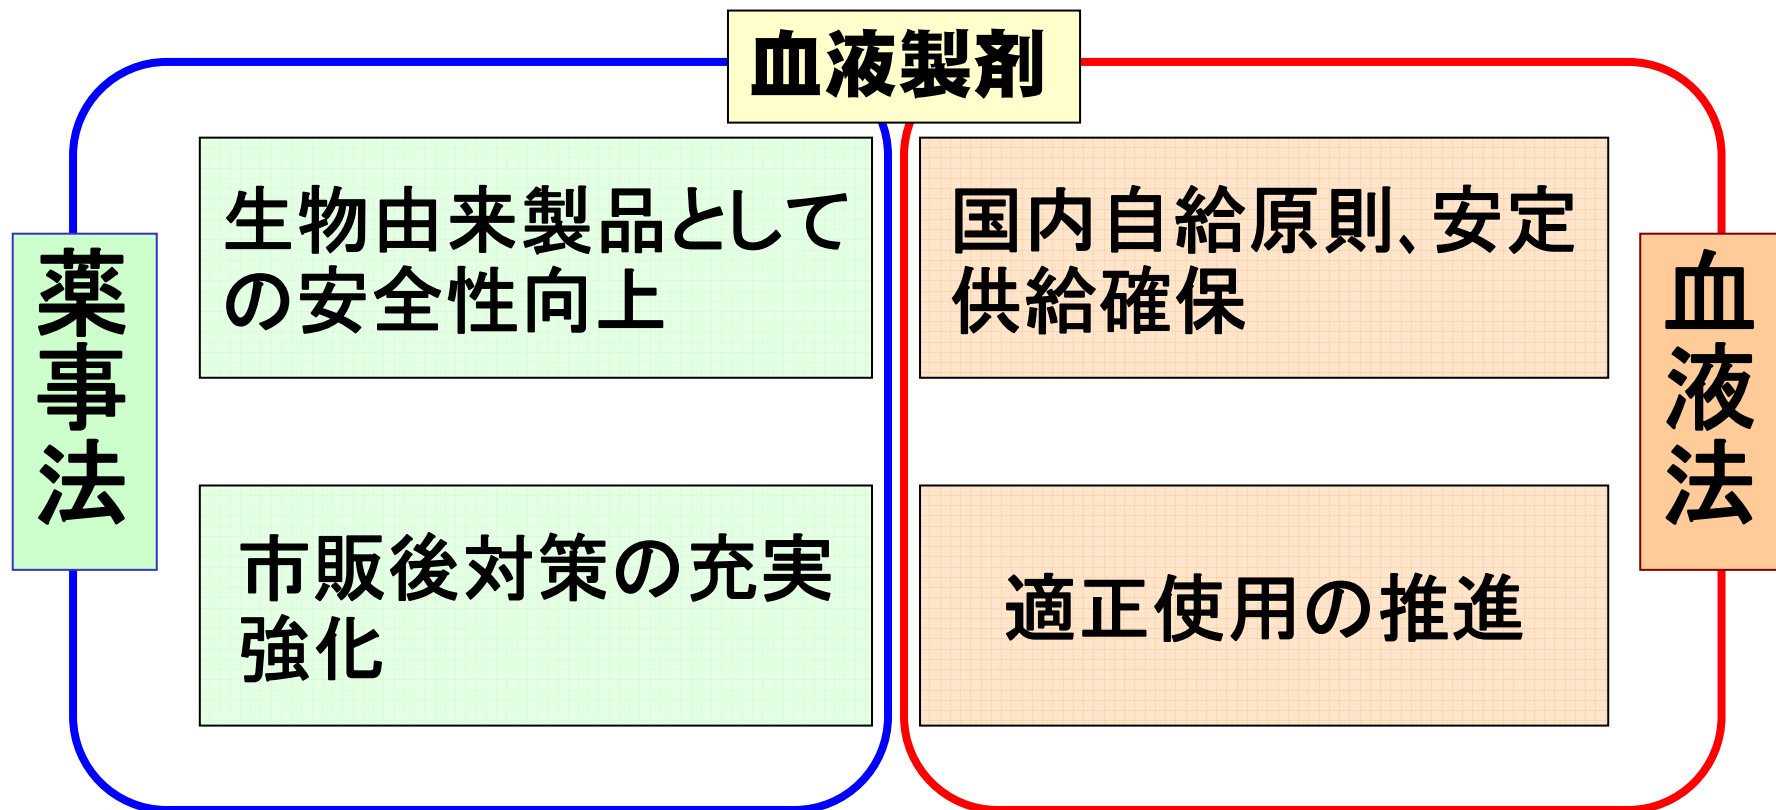 血液製剤
薬事法
生物由来製品として
の安全性向上
市販後対策の充実
強化
国内自給原則、安定
供給確保
適正使用の推進
血液法